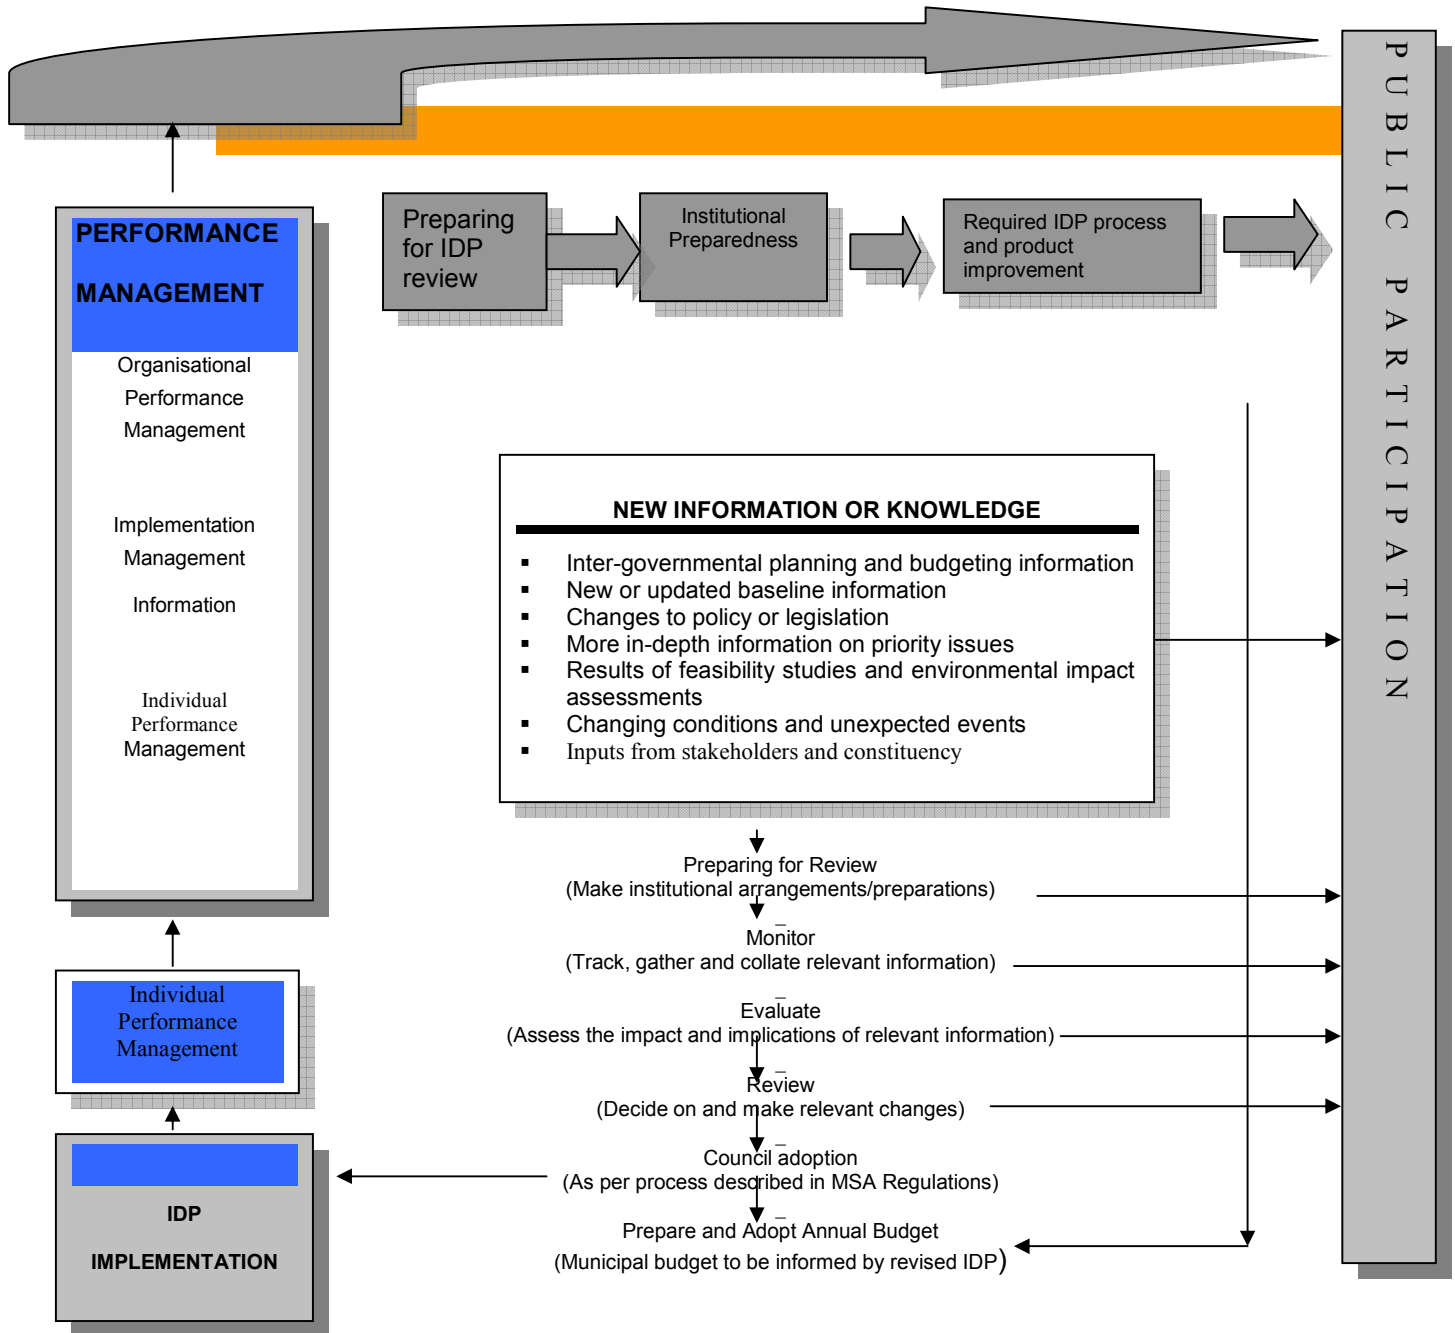 PERFORMANCE
MANAGEMENT
Organisational
Performance
Management
Implementation
Management
Information
Individual
Performance
Management
Individual
Performance
Management
IDP
IMPLEMENTATION
Preparing
for IDP
review
Institutional
Preparedness
Required IDP process
and product
improvement
NEW INFORMATION OR KNOWLEDGE
▪ Inter-governmental planning and budgeting information
▪ New or updated baseline information
▪ Changes to policy or legislation
▪ More in-depth information on priority issues
▪ Results of feasibility studies and environmental impact
assessments
▪ Changing conditions and unexpected events
▪ Inputs from stakeholders and constituency
Preparing for Review
(Make institutional arrangements/preparations)
_
Monitor
(Track, gather and collate relevant information)
_
Evaluate
(Assess the impact and implications of relevant information)
_
Review
(Decide on and make relevant changes)
_
Council adoption
(As per process described in MSA Regulations)
_
Prepare and Adopt Annual Budget
(Municipal budget to be informed by revised IDP)
PUBLIC PARTICIPATION